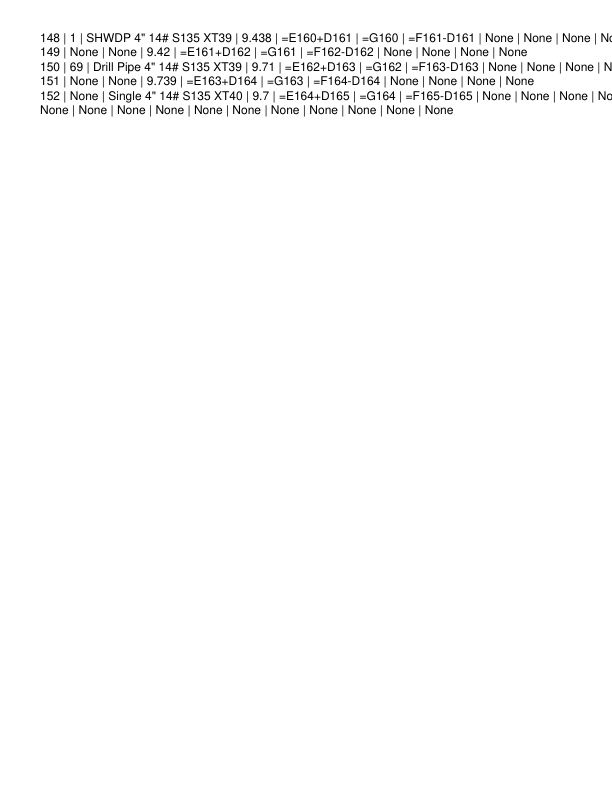 148 | 1 | SHWDP 4" 14# S135 XT39 | 9.438 | =E160+D161 | =G160 | =F161-D161 | None | None | None | No
149 | None | None | 9.42 | =E161+D162 | =G161 | =F162-D162 | None | None | None | None
150 | 69 | Drill Pipe 4" 14# S135 XT39 | 9.71 | =E162+D163 | =G162 | =F163-D163 | None | None | None | N
151 | None | None | 9.739 | =E163+D164 | =G163 | =F164-D164 | None | None | None | None
152 | None | Single 4" 14# S135 XT40 | 9.7 | =E164+D165 | =G164 | =F165-D165 | None | None | None | No
None | None | None | None | None | None | None | None | None | None | None